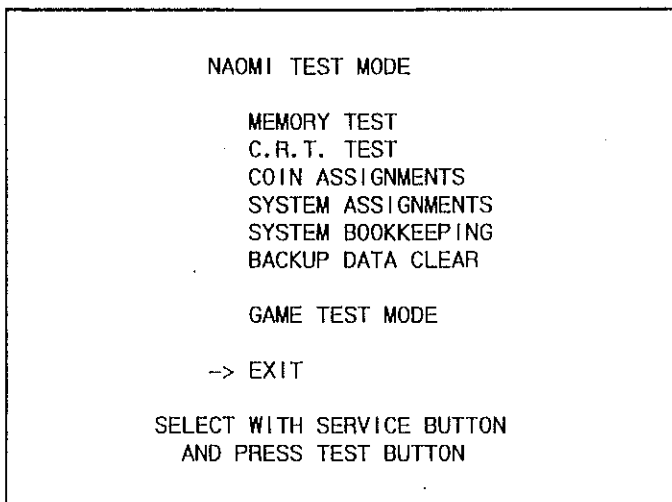 NAOMI TEST MODE
MEMORY TEST
C.R.T. TEST
COIN ASSIGNMENTS
SYSTEM ASSIGNMENTS
SYSTEM BOOKKEEPING
BACKUP DATA CLEAR
GAME TEST MODE
-> EXIT
SELECT WITH SERVICE BUTTON
AND PRESS TEST BUTTON